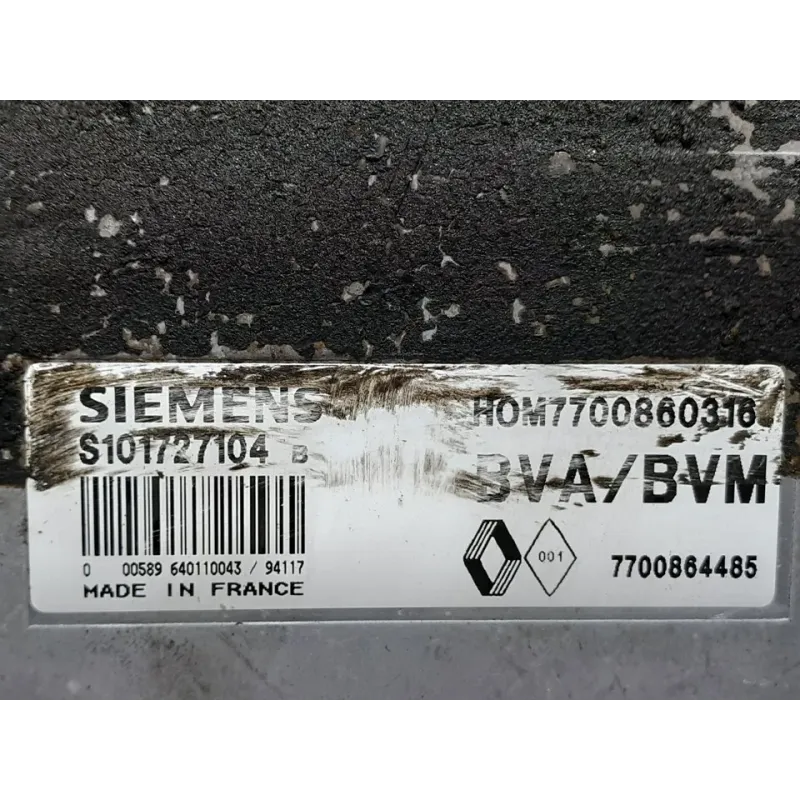 SIEMENS
HOM7700860316
S101727104 B
BVA/BVM
0 00589 640110043 / 94117
001
7700864485
MADE IN FRANCE